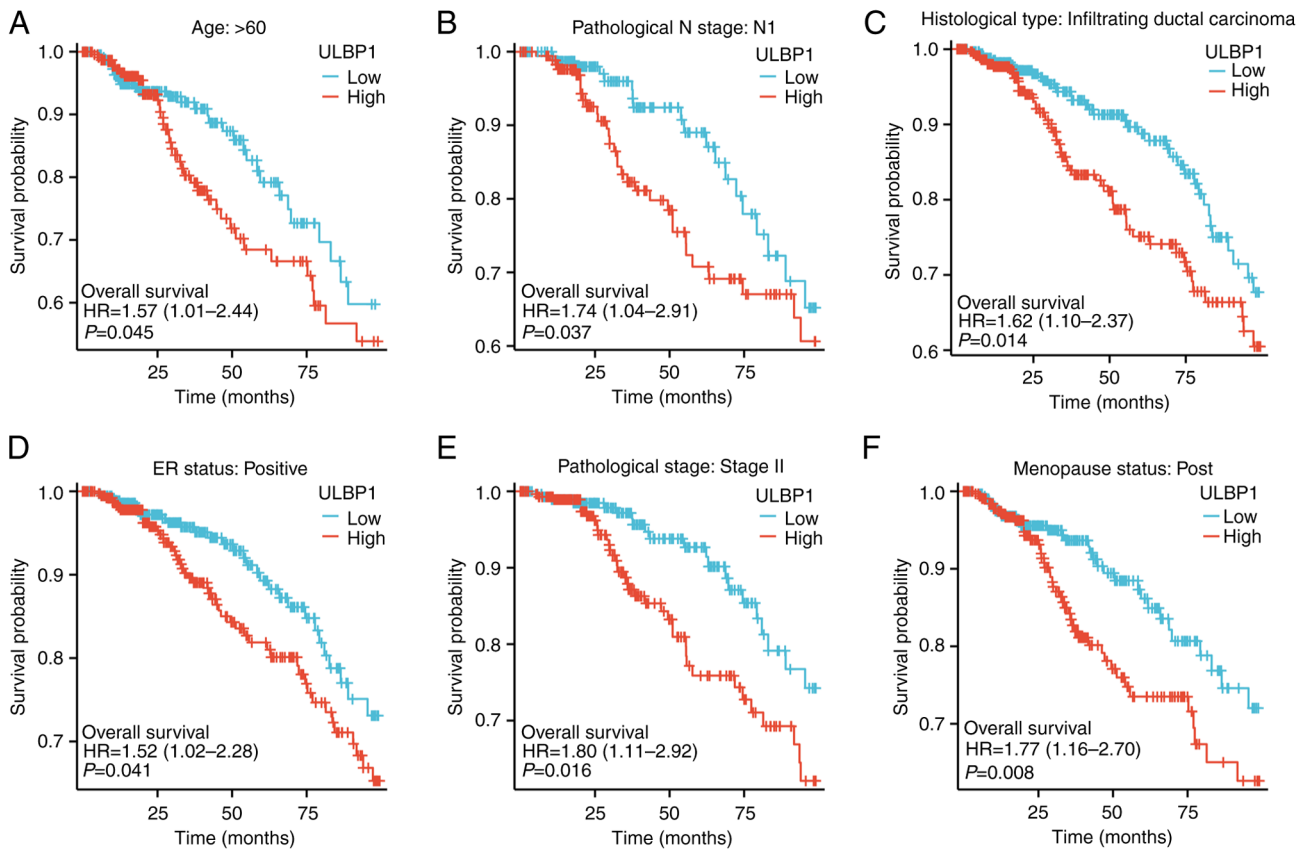 A
Age: >60
ULBP1
Low
High
1.0
0.9
0.8
0.7
0.6
Survival probability
Overall survival
HR=1.57 (1.01–2.44)
P=0.045
25
50
75
Time (months)
B
Pathological N stage: N1
ULBP1
Low
High
1.0
0.9
0.8
0.7
0.6
Survival probability
Overall survival
HR=1.74 (1.04–2.91)
P=0.037
25
50
75
Time (months)
C
Histological type: Infiltrating ductal carcinoma
ULBP1
Low
High
1.0
0.9
0.8
0.7
0.6
Survival probability
Overall survival
HR=1.62 (1.10–2.37)
P=0.014
25
50
75
Time (months)
D
ER status: Positive
ULBP1
Low
High
1.0
0.9
0.8
0.7
Survival probability
Overall survival
HR=1.52 (1.02–2.28)
P=0.041
25
50
75
Time (months)
E
Pathological stage: Stage II
ULBP1
Low
High
1.0
0.9
0.8
0.7
Survival probability
Overall survival
HR=1.80 (1.11–2.92)
P=0.016
25
50
75
Time (months)
F
Menopause status: Post
ULBP1
Low
High
1.0
0.9
0.8
0.7
Survival probability
Overall survival
HR=1.77 (1.16–2.70)
P=0.008
25
50
75
Time (months)